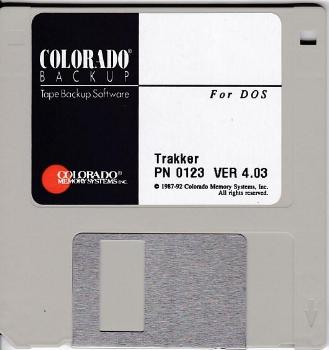 COLORADO®
BACKUP
Tape Backup Software
For DOS
Trakker
PN 0123 VER 4.03
© 1987-92 Colorado Memory Systems, Inc.
All rights reserved.
COLORADO
MEMORY SYSTEMS INC.